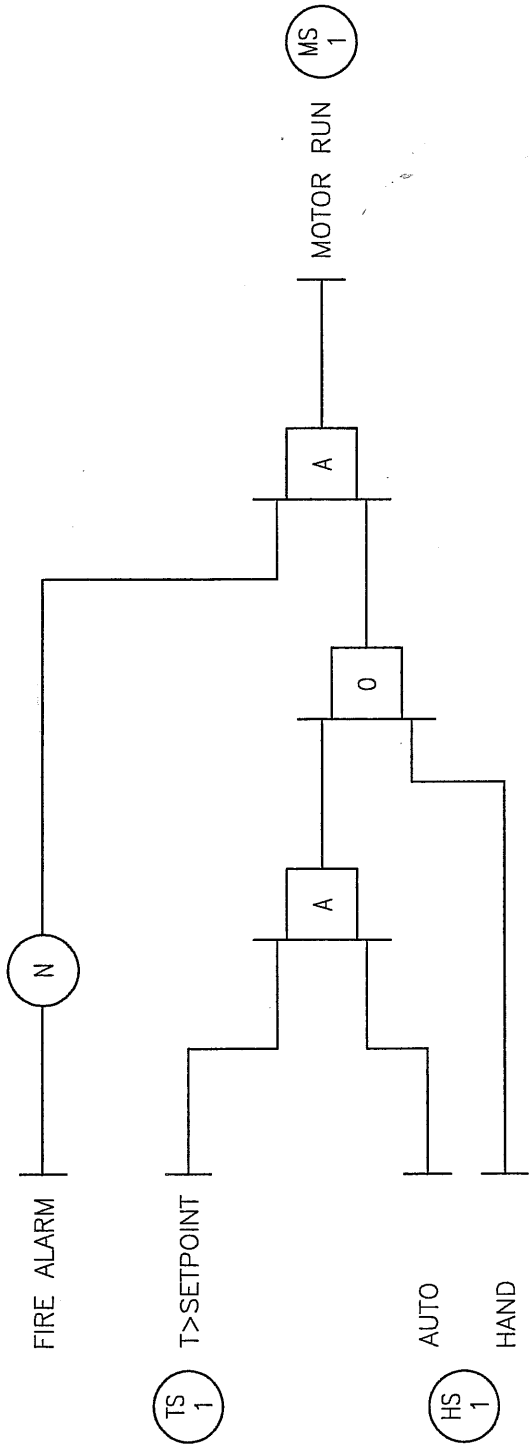 FIRE ALARM
N
TS
1
T>SETPOINT
A
A
MOTOR RUN
MS
1
O
HS
1
AUTO
HAND